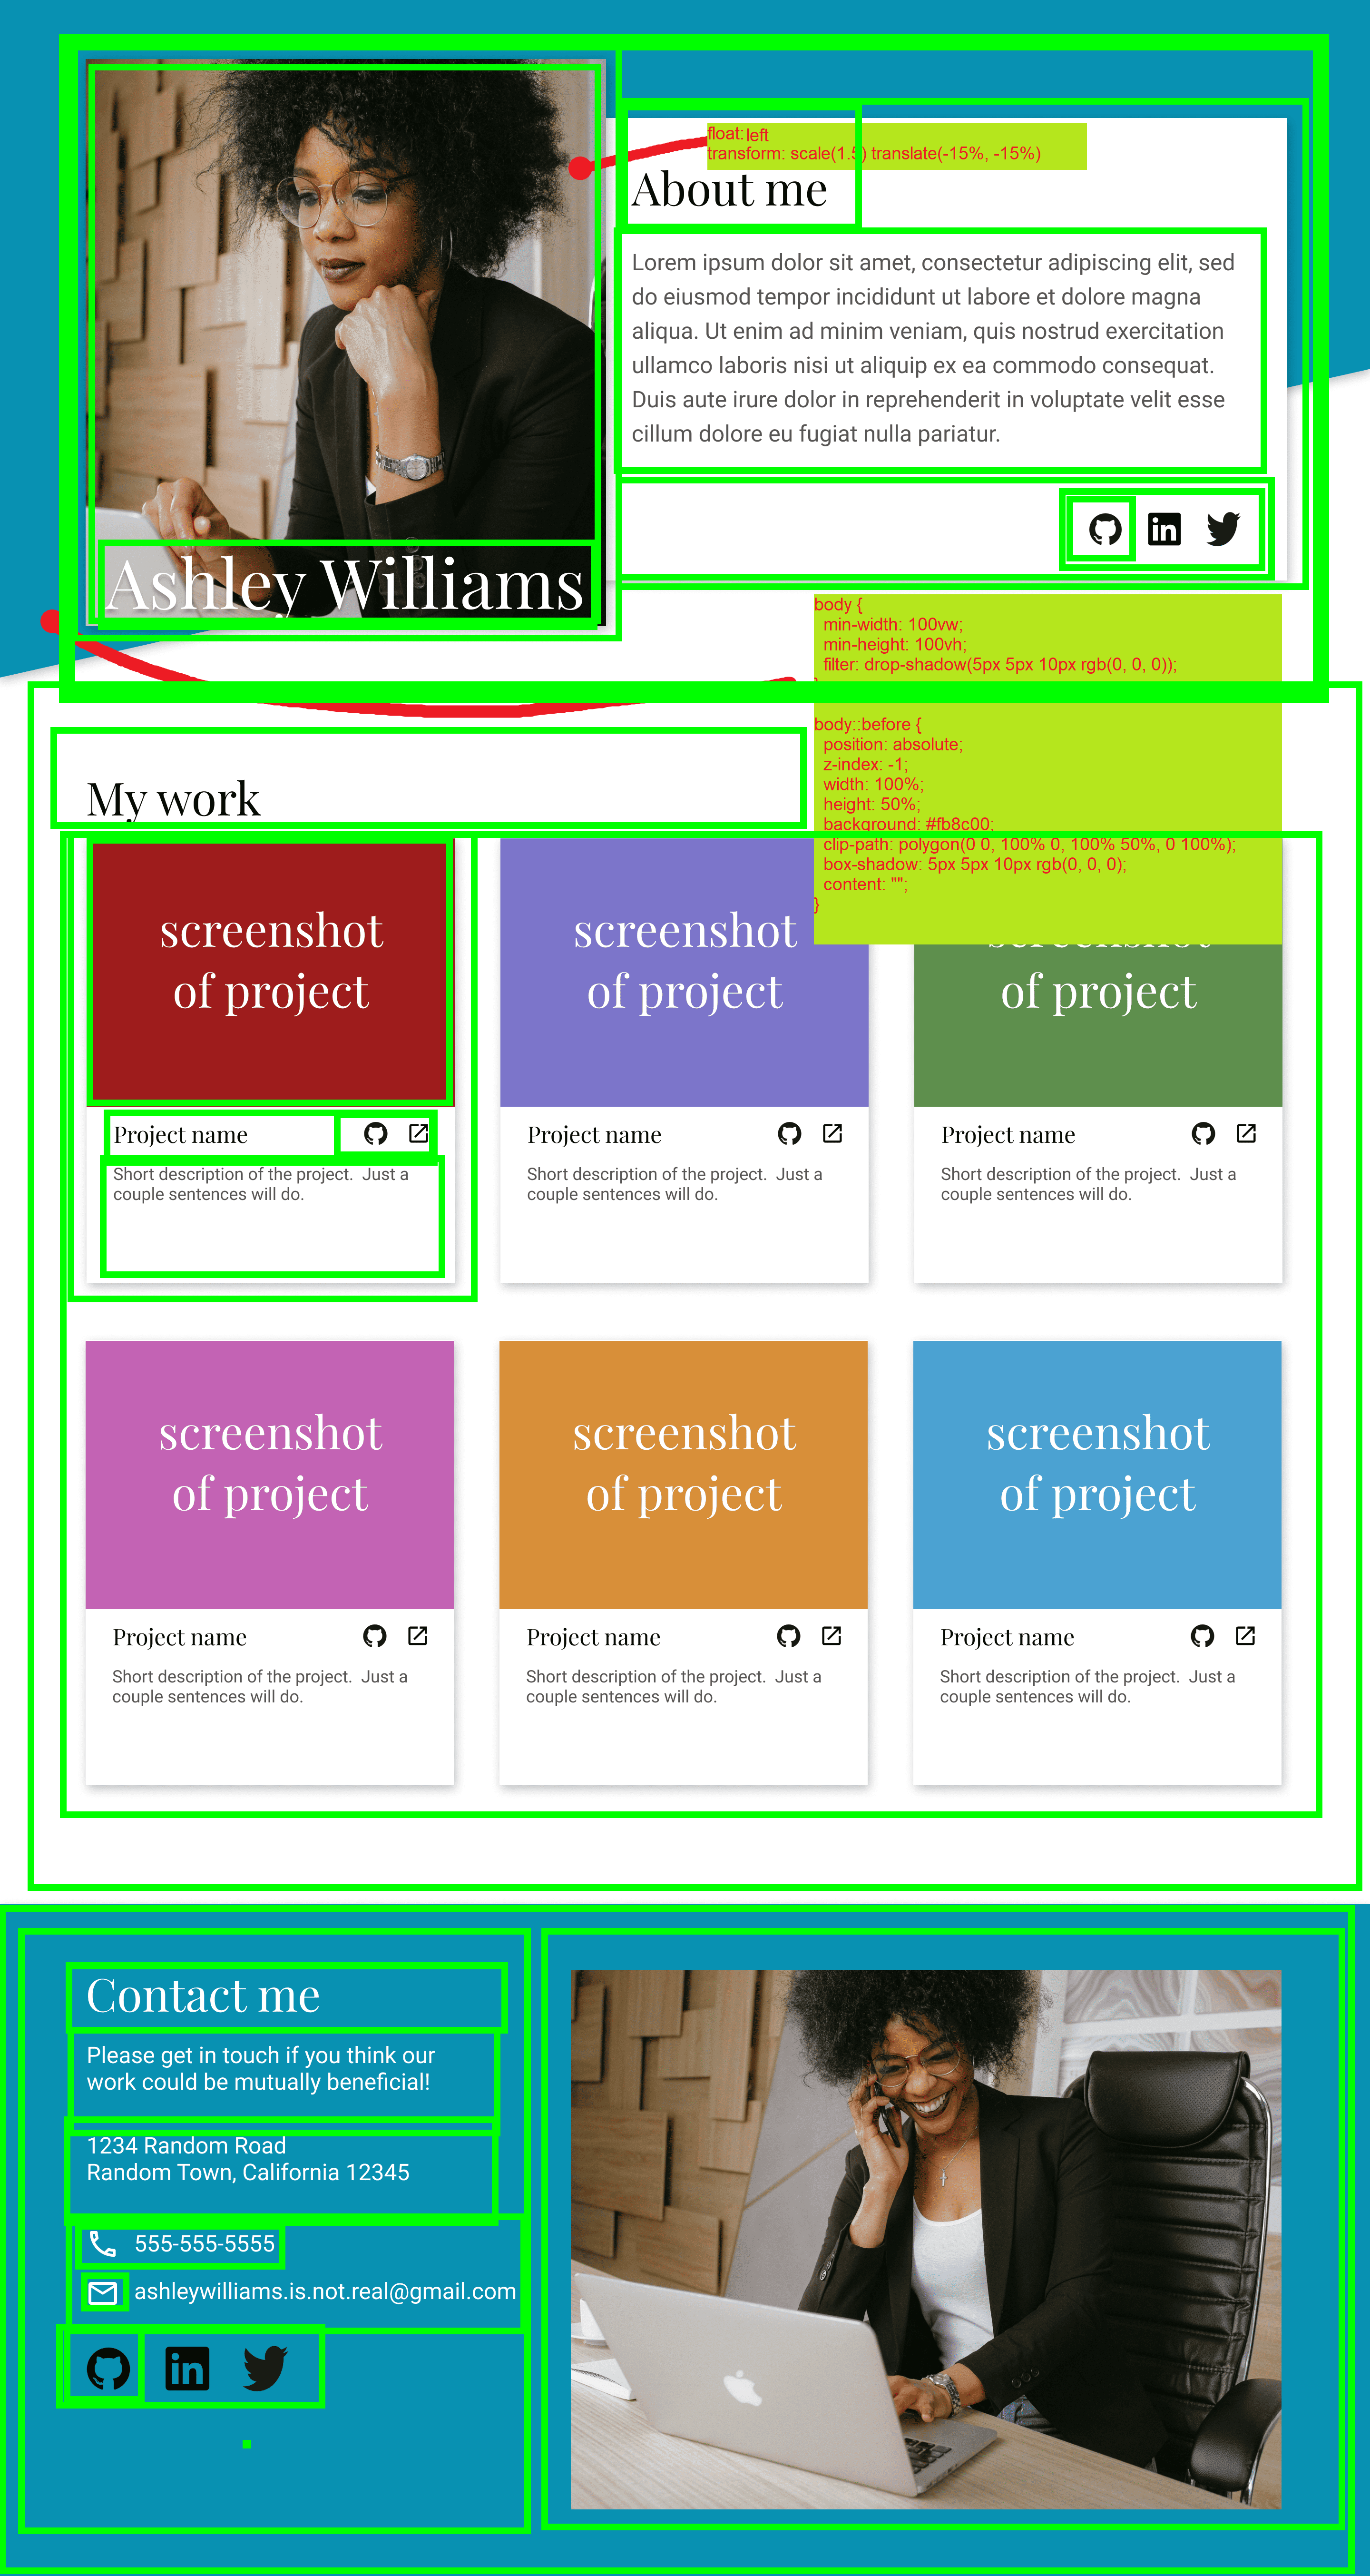 float: left
transform: scale(1.5) translate(-15%, -15%)
About me
Lorem ipsum dolor sit amet, consectetur adipiscing elit, sed
do eiusmod tempor incididunt ut labore et dolore magna
aliqua. Ut enim ad minim veniam, quis nostrud exercitation
ullamco laboris nisi ut aliquip ex ea commodo consequat.
Duis aute irure dolor in reprehenderit in voluptate velit esse
cillum dolore eu fugiat nulla pariatur.
in
Ashley Williams
body {
min-width: 100vw;
min-height: 100vh;
filter: drop-shadow(5px 5px 10px rgb(0, 0, 0));
body::before {
position: absolute;
z-index: -1;
width: 100%;
height: 50%;
background: #fb8c00;
clip-path: polygon(0 0, 100% 0, 100% 50%, 0 100%);
box-shadow: 5px 5px 10px rgb(0, 0, 0);
content: "";
}
My work
screenshot
of project
screenshot
of project
screenshot
of project
Project name
Short description of the project. Just a
couple sentences will do.
Project name
Short description of the project. Just a
couple sentences will do.
Project name
Short description of the project. Just a
couple sentences will do.
screenshot
of project
screenshot
of project
screenshot
of project
Project name
Short description of the project. Just a
couple sentences will do.
Project name
Short description of the project. Just a
couple sentences will do.
Project name
Short description of the project. Just a
couple sentences will do.
Contact me
Please get in touch if you think our
work could be mutually beneficial!
1234 Random Road
Random Town, California 12345
555-555-5555
ashleywilliams.is.not.real@gmail.com
in